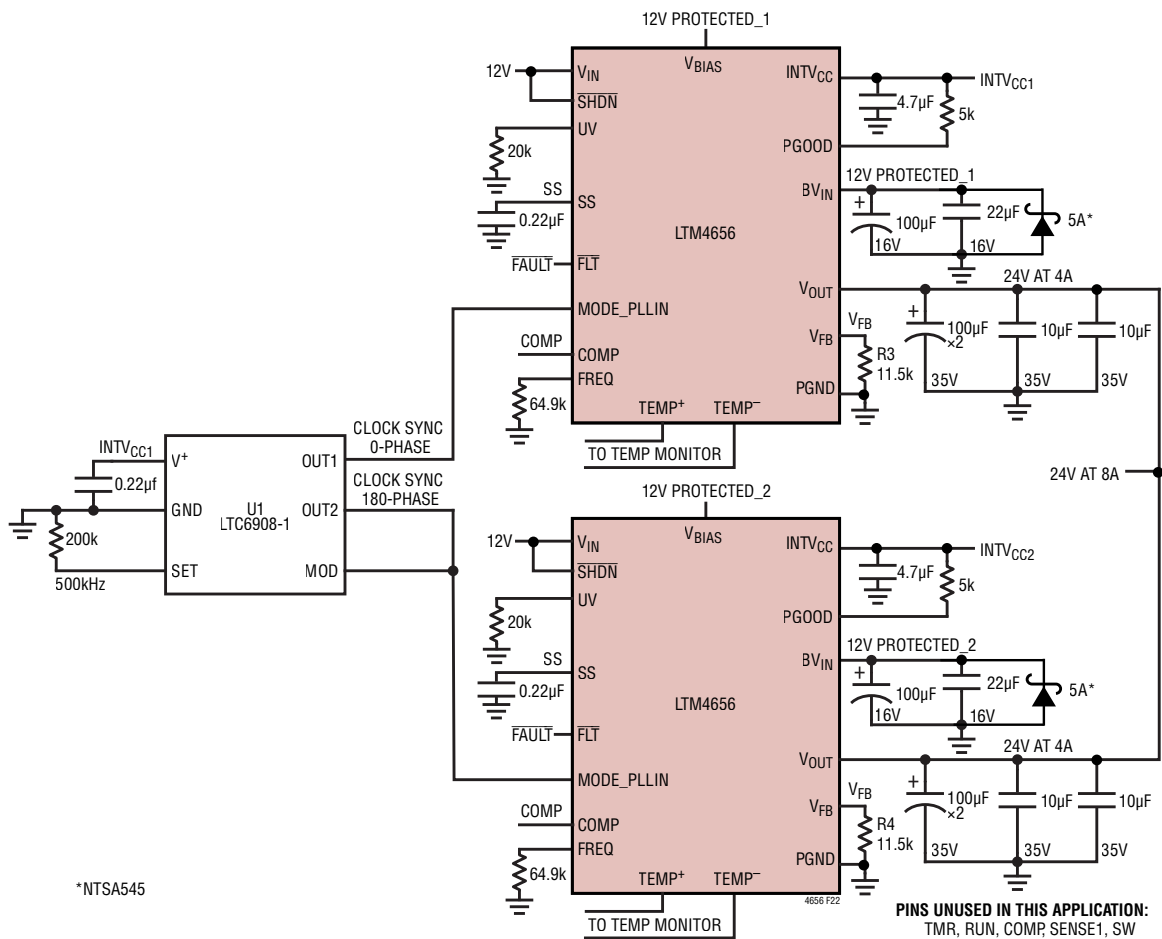 12V PROTECTED_1
12V
VIN
VBIAS
INTVCC
INTVCC1
SHDN
4.7µF
5k
UV
20k
PGOOD
SS
SS
0.22µF
12V PROTECTED_1
BVIN
+
100µF
16V
22µF
16V
5A*
LTM4656
FAULT
FLT
24V AT 4A
VOUT
MODE_PLLIN
VFB
VFB
R3
11.5k
+
100µF
×2
35V
10µF
35V
10µF
35V
COMP
COMP
FREQ
64.9k
PGND
TEMP+
TEMP–
TO TEMP MONITOR
CLOCK SYNC
0-PHASE
INTVCC1
V+
OUT1
0.22µf
CLOCK SYNC
180-PHASE
GND
U1
LTC6908-1
OUT2
200k
SET
MOD
500kHz
24V AT 8A
12V PROTECTED_2
12V
VIN
VBIAS
INTVCC
INTVCC2
SHDN
4.7µF
5k
UV
20k
PGOOD
SS
SS
0.22µF
12V PROTECTED_2
BVIN
+
100µF
16V
22µF
16V
5A*
LTM4656
FAULT
FLT
24V AT 4A
VOUT
MODE_PLLIN
VFB
VFB
R4
11.5k
+
100µF
×2
35V
10µF
35V
10µF
35V
COMP
COMP
FREQ
64.9k
PGND
TEMP+
TEMP–
4656 F22
TO TEMP MONITOR
*NTSA545
PINS UNUSED IN THIS APPLICATION:
TMR, RUN, COMP, SENSE1, SW